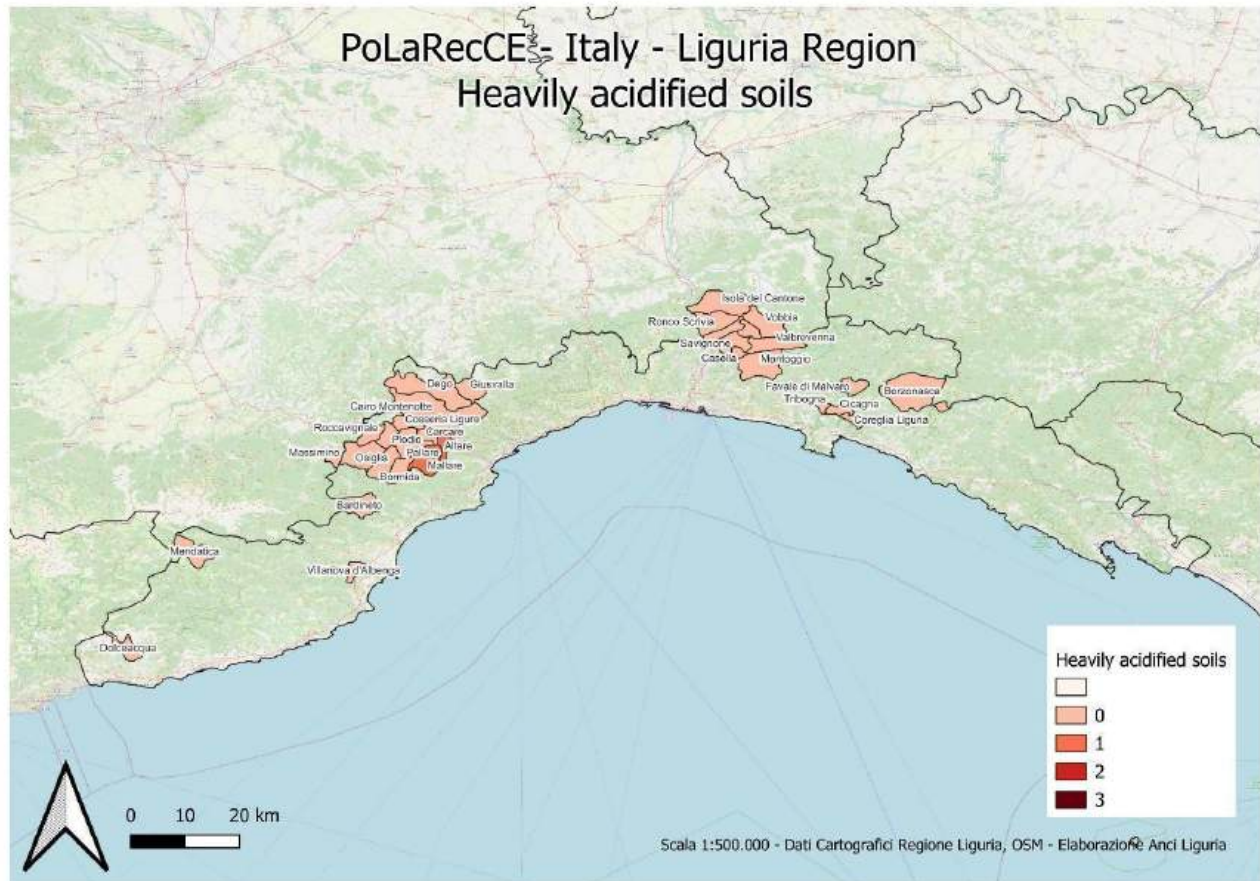 PoLaRecCE - Italy - Liguria Region
Heavily acidified soils
Isola del Cantone
Ronco Scrivia
Vobbia
Savignone
Valbrevenna
Casella
Montoggio
Dego
Giusvalla
Favale di Malvaro
Borzonasca
Tribogna
Cicagna
Cairo Montenotte
Cosseria Ligure
Coreglia Ligure
Roccavignale
Carcare
Plodio
Altare
Massimino
Osiglia
Pallare
Mallare
Bormida
Bardineto
Mendatica
Villanova d'Albenga
Dolceacqua
Heavily acidified soils
0
1
2
3
0 10 20 km
Scala 1:500.000 - Dati Cartografici Regione Liguria, OSM - Elaborazione Anci Liguria